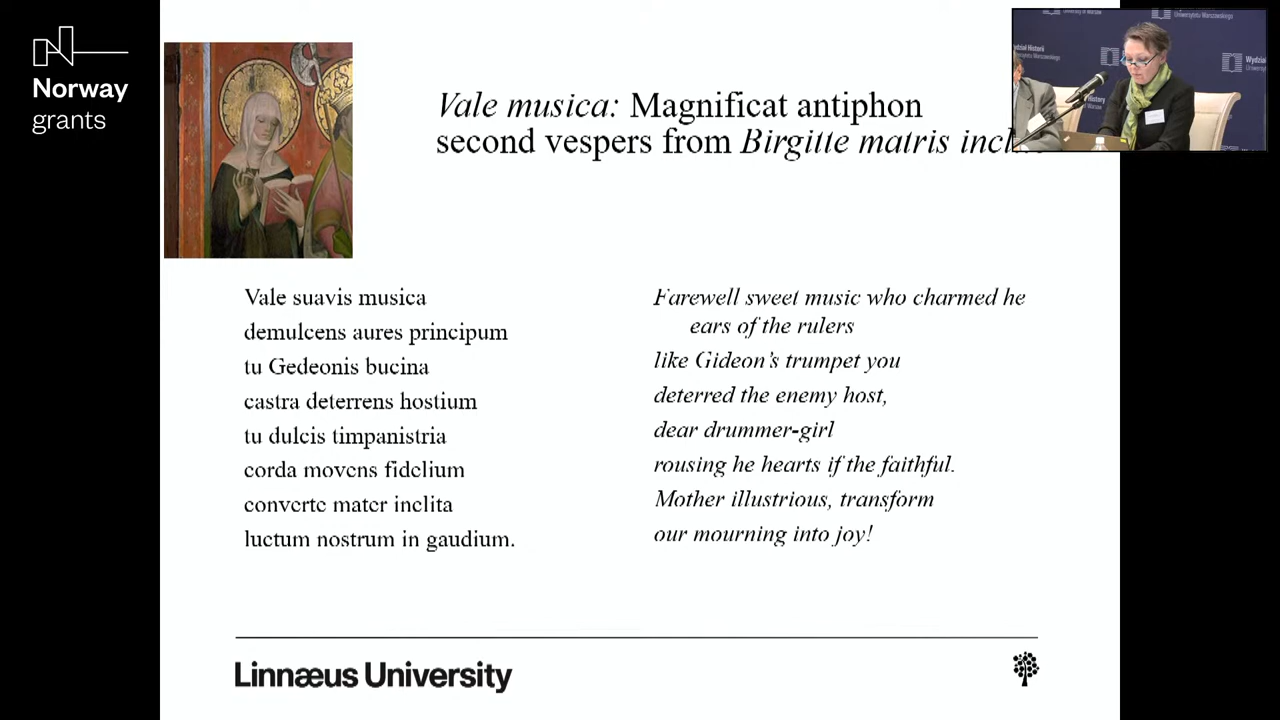 Norway
grants
Vale musica: Magnificat antiphon
second vespers from Birgitte matris
Vale suavis musica
demulcens aures principum
tu Gedeonis bucina
castra deterrens hostium
tu dulcis timpanistria
corda movens fidelium
converte mater inclita
luctum nostrum in gaudium.
Farewell sweet music who charmed he
ears of the rulers
like Gideon’s trumpet you
deterred the enemy host,
dear drummer-girl
rousing he hearts if the faithful.
Mother illustrious, transform
our mourning into joy!
Linnæus University